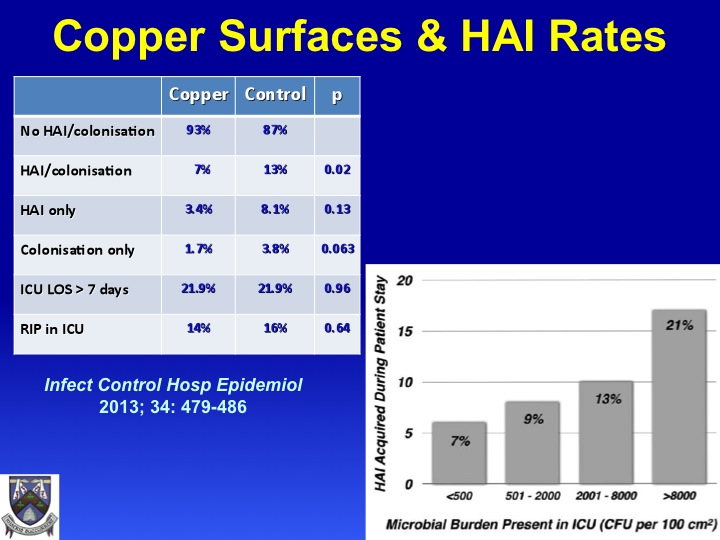 Copper Surfaces & HAI Rates
Copper Control p
No HAI/colonisation 93% 87%
HAI/colonisation 7% 13% 0.02
HAI only 3.4% 8.1% 0.13
Colonisation only 1.7% 3.8% 0.063
ICU LOS > 7 days 21.9% 21.9% 0.96
RIP in ICU 14% 16% 0.64
Infect Control Hosp Epidemiol
2013; 34: 479-486
HAI Acquired During Patient Stay
20
15
10
5
0
7%
9%
13%
21%
<500 501 - 2000 2001 - 8000 >8000
Microbial Burden Present in ICU (CFU per 100 cm²)